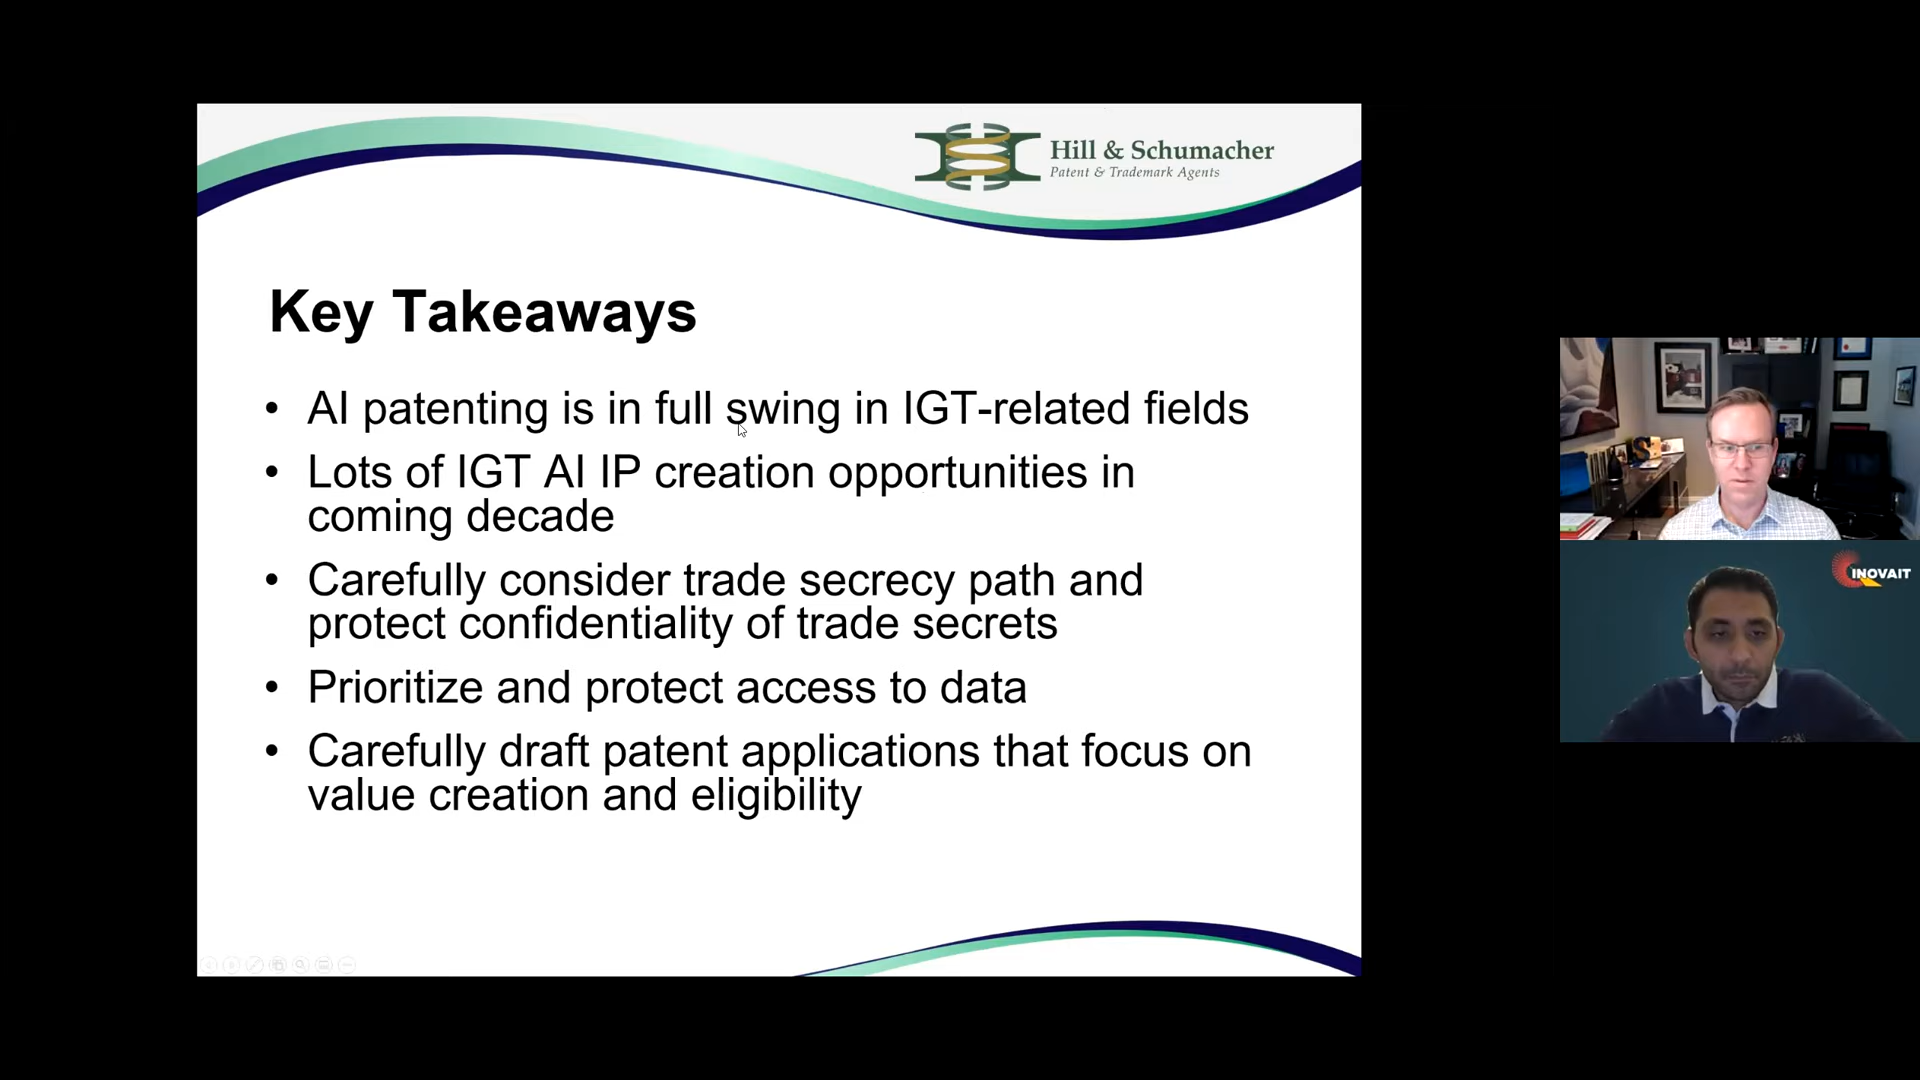 Hill & Schumacher
Patent & Trademark Agents
Key Takeaways
• AI patenting is in full swing in IGT-related fields
• Lots of IGT AI IP creation opportunities in
coming decade
• Carefully consider trade secrecy path and
protect confidentiality of trade secrets
• Prioritize and protect access to data
• Carefully draft patent applications that focus on
value creation and eligibility
INOVAIT